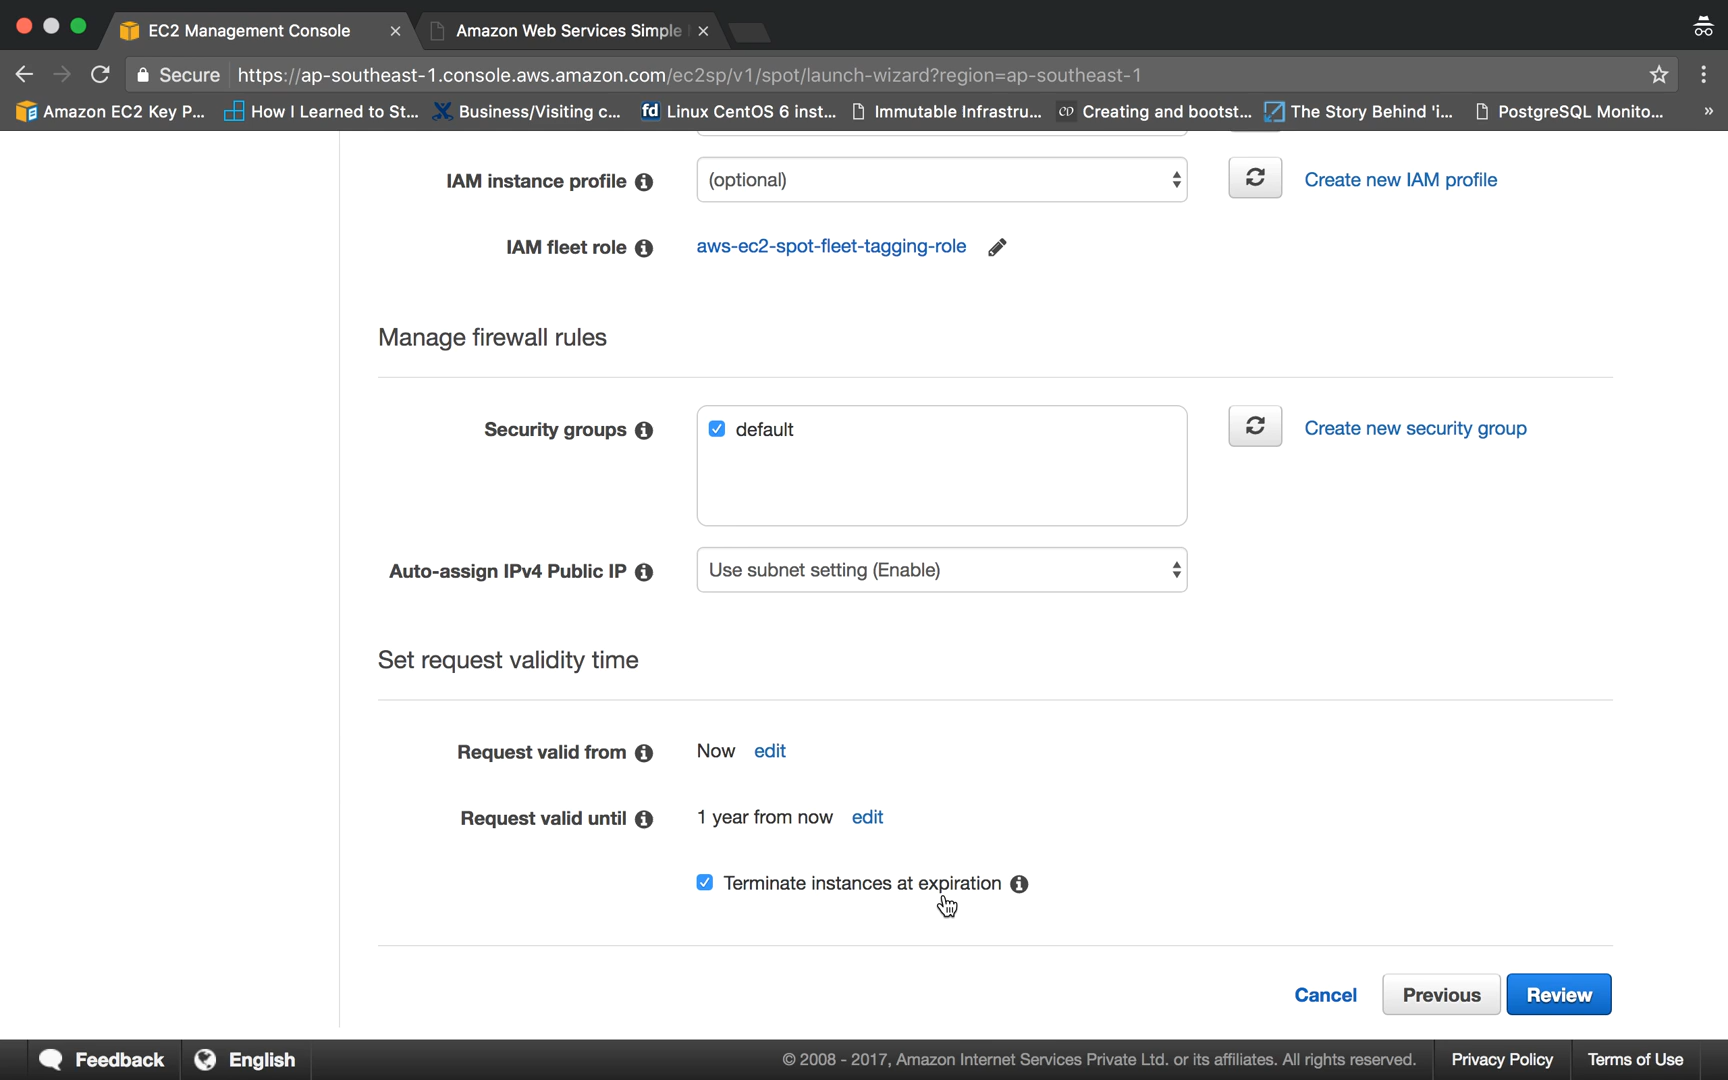 EC2 Management Console
Amazon Web Services Simple
Secure https://ap-southeast-1.console.aws.amazon.com/ec2sp/v1/spot/launch-wizard?region=ap-southeast-1
Amazon EC2 Key P... How I Learned to St... Business/Visiting c... fd Linux CentOS 6 inst... Immutable Infrastru... Creating and bootst... The Story Behind 'i... PostgreSQL Monito... »
IAM instance profile (optional) Create new IAM profile
IAM fleet role aws-ec2-spot-fleet-tagging-role
Manage firewall rules
Security groups default Create new security group
Auto-assign IPv4 Public IP Use subnet setting (Enable)
Set request validity time
Request valid from Now edit
Request valid until 1 year from now edit
Terminate instances at expiration
Cancel Previous Review
Feedback English © 2008 - 2017, Amazon Internet Services Private Ltd. or its affiliates. All rights reserved. Privacy Policy Terms of Use